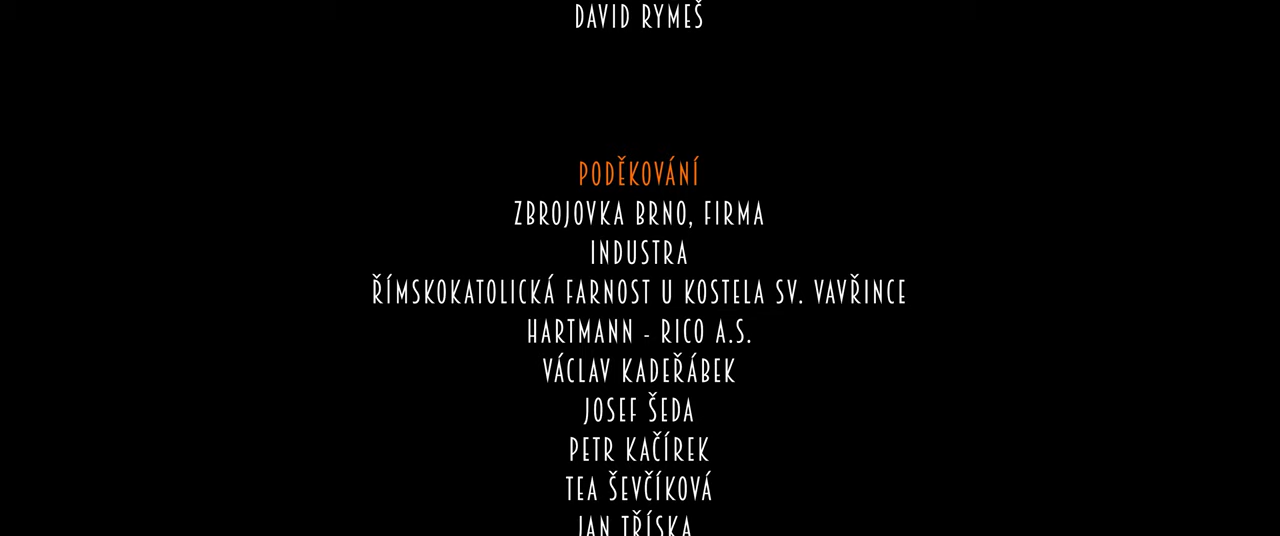 DAVID RYMEŠ
PODĚKOVÁNÍ
ZBROJOVKA BRNO, FIRMA
INDUSTRA
ŘÍMSKOKATOLICKÁ FARNOST U KOSTELA SV. VAVŘINCE
HARTMANN - RICO A.S.
VÁCLAV KADEŘÁBEK
JOSEF ŠEDA
PETR KAČÍREK
TEA ŠEVČÍKOVÁ
JAN TŘÍSKA